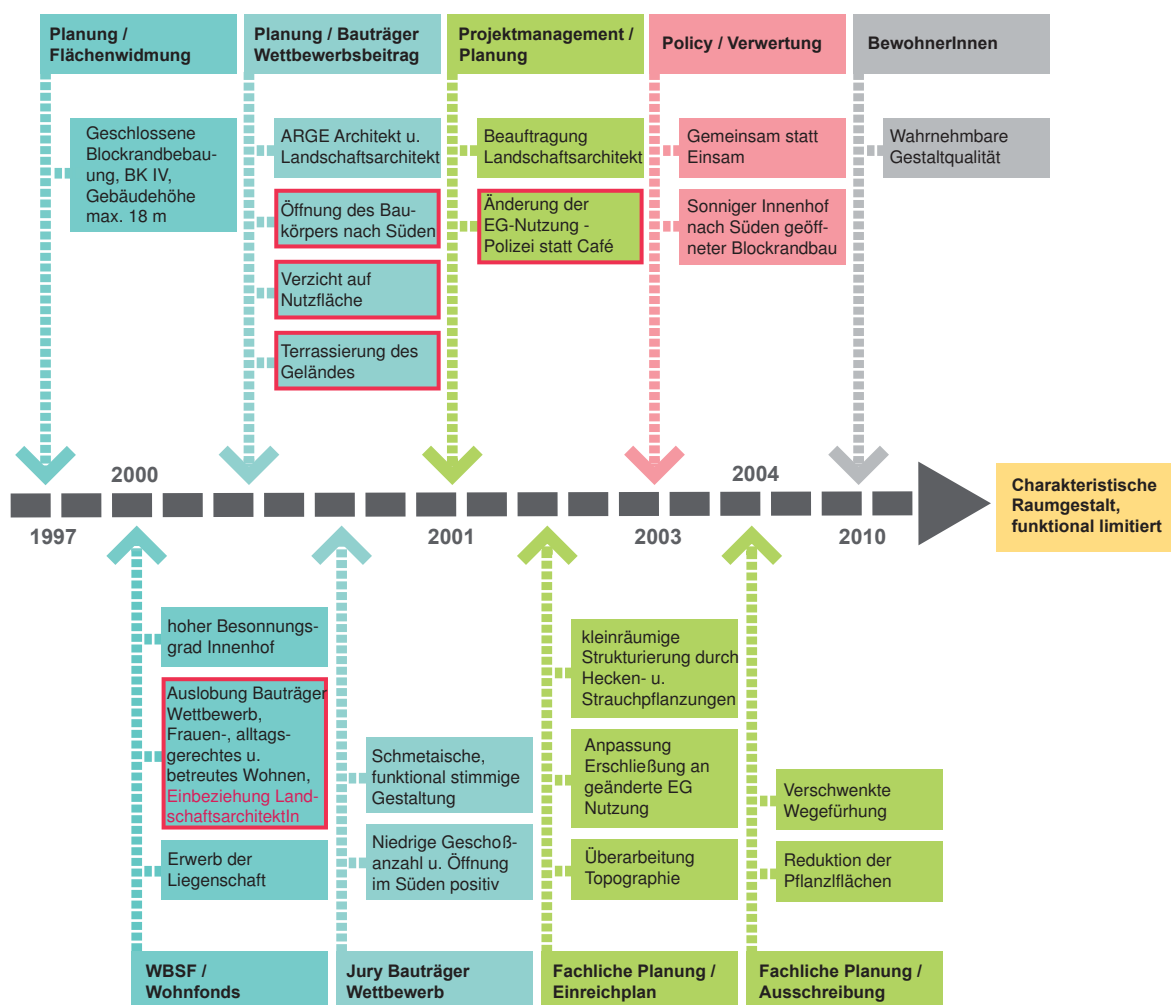 Planung /
Flächenwidmung
Geschlossene
Blockrandbebau-
ung, BK IV,
Gebäudehöhe
max. 18 m
Planung / Bauträger
Wettbewerbsbeitrag
ARGE Architekt u.
Landschaftsarchitekt
Öffnung des Bau-
körpers nach Süden
Verzicht auf
Nutzfläche
Terrassierung des
Geländes
Projektmanagement /
Planung
Beauftragung
Landschaftsarchitekt
Änderung der
EG-Nutzung -
Polizei statt Café
Policy / Verwertung
Gemeinsam statt
Einsam
Sonniger Innenhof
nach Süden geöff-
neter Blockrandbau
BewohnerInnen
Wahrnehmbare
Gestaltqualität
2000
2004
1997
2001
2003
2010
Charakteristische
Raumgestalt,
funktional limitiert
hoher Besonnungs-
grad Innenhof
Auslobung Bauträger
Wettbewerb,
Frauen-, alltags-
gerechtes u.
betreutes Wohnen,
Einbeziehung Land-
schaftsarchitektIn
Erwerb der
Liegenschaft
WBSF /
Wohnfonds
Schmetaische,
funktional stimmige
Gestaltung
Niedrige Geschoß-
anzahl u. Öffnung
im Süden positiv
Jury Bauträger
Wettbewerb
kleinräumige
Strukturierung durch
Hecken- u.
Strauchpflanzungen
Anpassung
Erschließung an
geänderte EG
Nutzung
Überarbeitung
Topographie
Fachliche Planung /
Einreichplan
Verschwenkte
Wegefürhung
Reduktion der
Pflanzlflächen
Fachliche Planung /
Ausschreibung